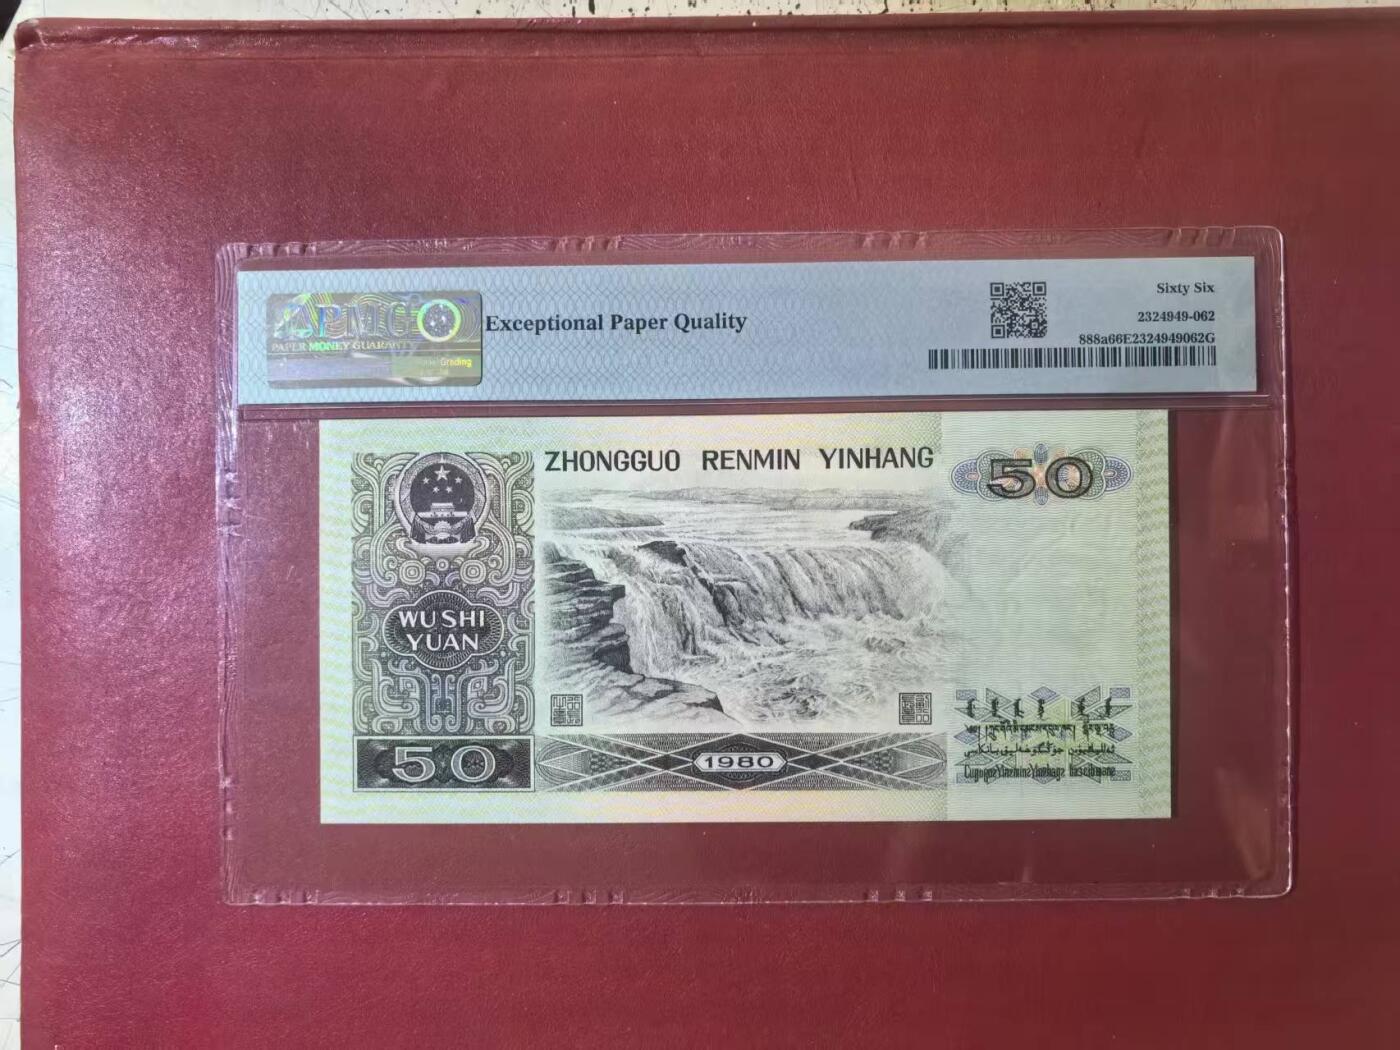 PMG
PAPER MONEY GUARANTY
Grading
Exceptional Paper Quality
Sixty Six
2324949-062
888a66E2324949062G
ZHONGGUO RENMIN YINHANG
50
WU SHI
YUAN
50
1980